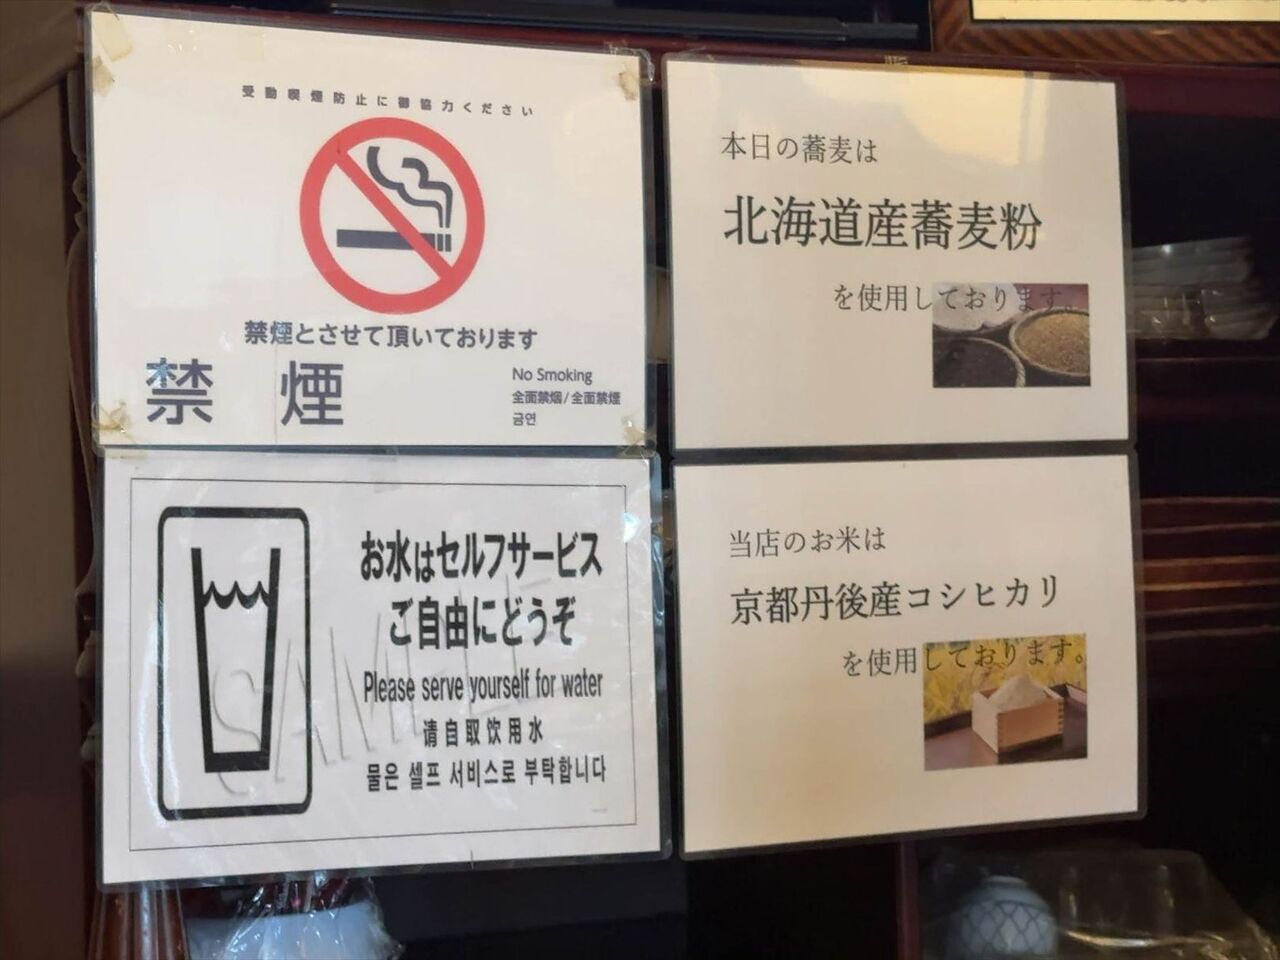 受動喫煙防止に御協力ください
禁煙とさせて頂いております
禁煙
No Smoking
全面禁烟/全面禁煙
금연
本日の蕎麦は
北海道産蕎麦粉
を使用しております。
お水はセルフサービス
ご自由にどうぞ
Please serve yourself for water
请自取饮用水
물은 셀프 서비스로 부탁합니다
SAMPLE
当店のお米は
京都丹後産コシヒカリ
を使用しております。